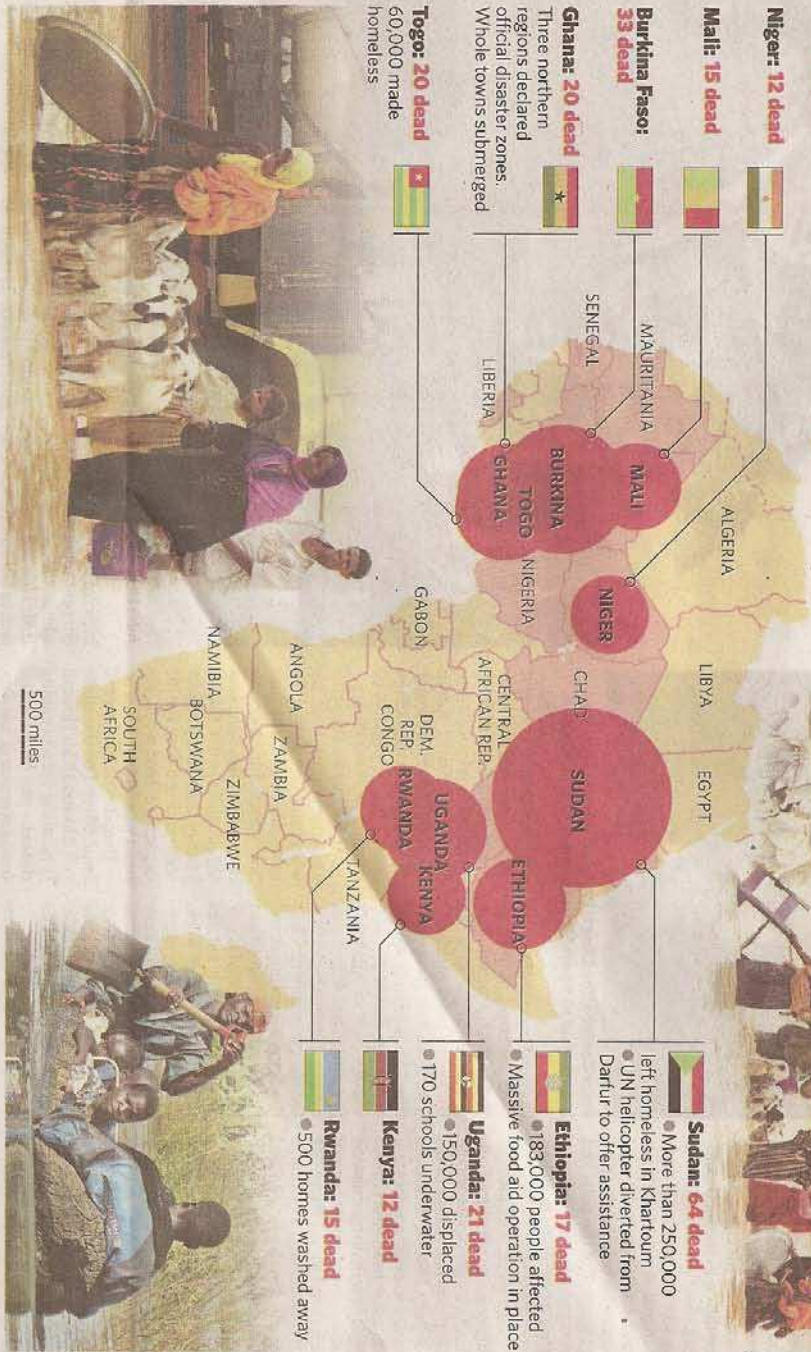 Niger: 12 dead
Mali: 15 dead
Burkina Faso:
33 dead
Ghana: 20 dead
Three northern
regions declared
official disaster zones.
Whole towns submerged
Togo: 20 dead
60,000 made
homeless
MAURITANIA
SENEGAL
LIBERIA
ALGERIA
MALI
BURKINA
TOGO
GHANA
NIGER
NIGERIA
LIBYA
EGYPT
CHAD
SUDAN
CENTRAL
AFRICAN REP.
ETHIOPIA
GABON
DEM.
REP.
CONGO
UGANDA
RWANDA
KENYA
TANZANIA
ANGOLA
ZAMBIA
NAMIBIA
BOTSWANA
ZIMBABWE
SOUTH
AFRICA
500 miles
Sudan: 64 dead
More than 250,000
left homeless in Khartoum
UN helicopter diverted from
Darfur to offer assistance
Ethiopia: 17 dead
183,000 people affected
Massive food aid operation in place
Uganda: 21 dead
150,000 displaced
170 schools underwater
Kenya: 12 dead
Rwanda: 15 dead
500 homes washed away